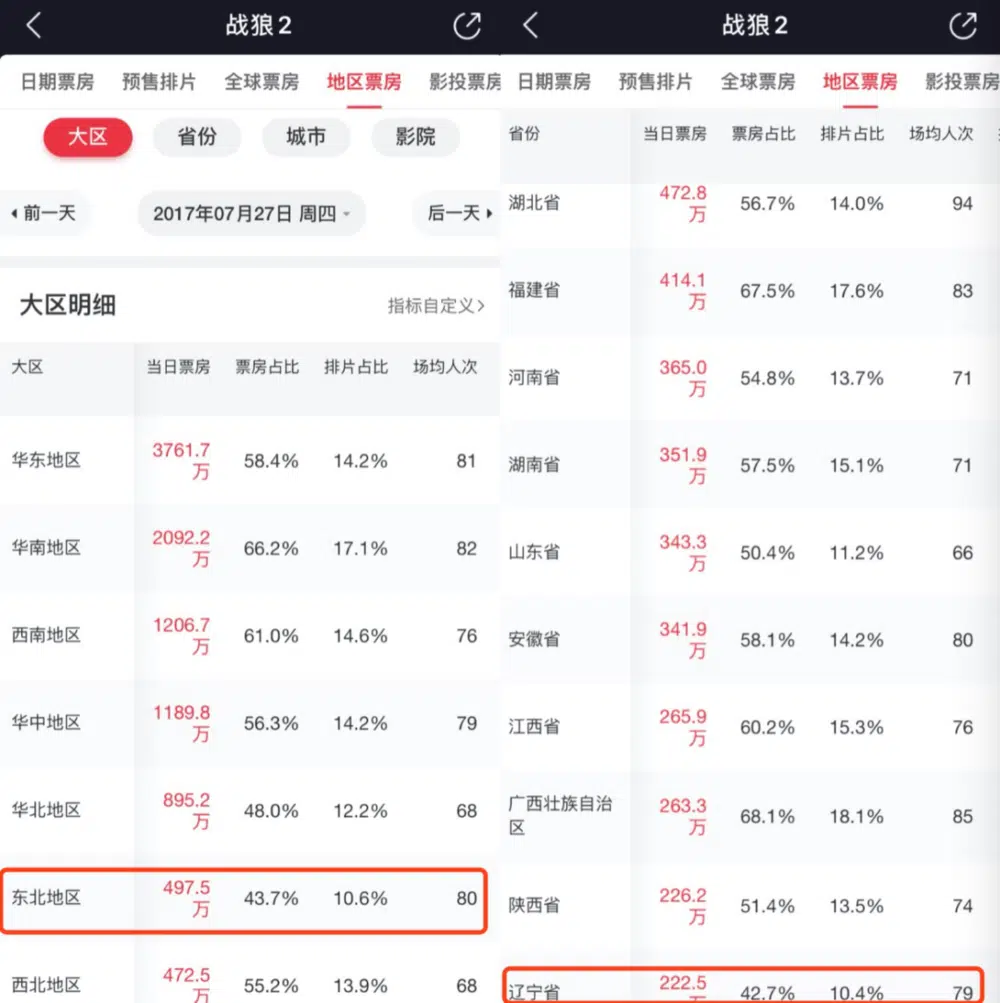 战狼2
日期票房 预售排片 全球票房 地区票房 影投票房
大区 省份 城市 影院
前一天 2017年07月27日 周四 后一天
大区明细 指标自定义
大区 当日票房 票房占比 排片占比 场均人次
华东地区 3761.7万 58.4% 14.2% 81
华南地区 2092.2万 66.2% 17.1% 82
西南地区 1206.7万 61.0% 14.6% 76
华中地区 1189.8万 56.3% 14.2% 79
华北地区 895.2万 48.0% 12.2% 68
东北地区 497.5万 43.7% 10.6% 80
西北地区 472.5万 55.2% 13.9% 68
战狼2
日期票房 预售排片 全球票房 地区票房 影投票房
省份 当日票房 票房占比 排片占比 场均人次
湖北省 472.8万 56.7% 14.0% 94
福建省 414.1万 67.5% 17.6% 83
河南省 365.0万 54.8% 13.7% 71
湖南省 351.9万 57.5% 15.1% 71
山东省 343.3万 50.4% 11.2% 66
安徽省 341.9万 58.1% 14.2% 80
江西省 265.9万 60.2% 15.3% 76
广西壮族自治区 263.3万 68.1% 18.1% 85
陕西省 226.2万 51.4% 13.5% 74
辽宁省 222.5万 42.7% 10.4% 79